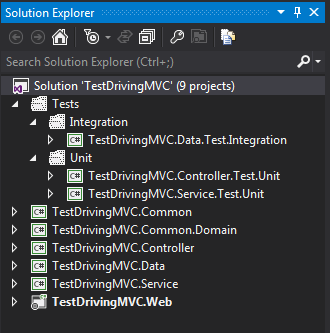 Solution Explorer
Search Solution Explorer (Ctrl+;)
Solution 'TestDrivingMVC' (9 projects)
Tests
Integration
C# TestDrivingMVC.Data.Test.Integration
Unit
C# TestDrivingMVC.Controller.Test.Unit
C# TestDrivingMVC.Service.Test.Unit
C# TestDrivingMVC.Common
C# TestDrivingMVC.Common.Domain
C# TestDrivingMVC.Controller
C# TestDrivingMVC.Data
C# TestDrivingMVC.Service
TestDrivingMVC.Web